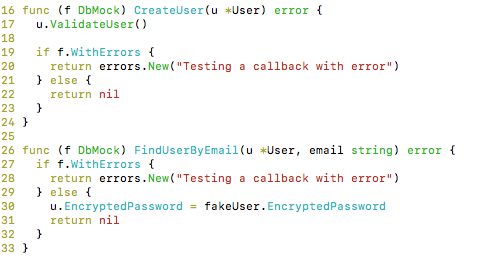 16 func (f DbMock) CreateUser(u *User) error {
17   u.ValidateUser()
18
19   if f.WithErrors {
20     return errors.New("Testing a callback with error")
21   } else {
22     return nil
23   }
24 }
25
26 func (f DbMock) FindUserByEmail(u *User, email string) error {
27   if f.WithErrors {
28     return errors.New("Testing a callback with error")
29   } else {
30     u.EncryptedPassword = fakeUser.EncryptedPassword
31     return nil
32   }
33 }